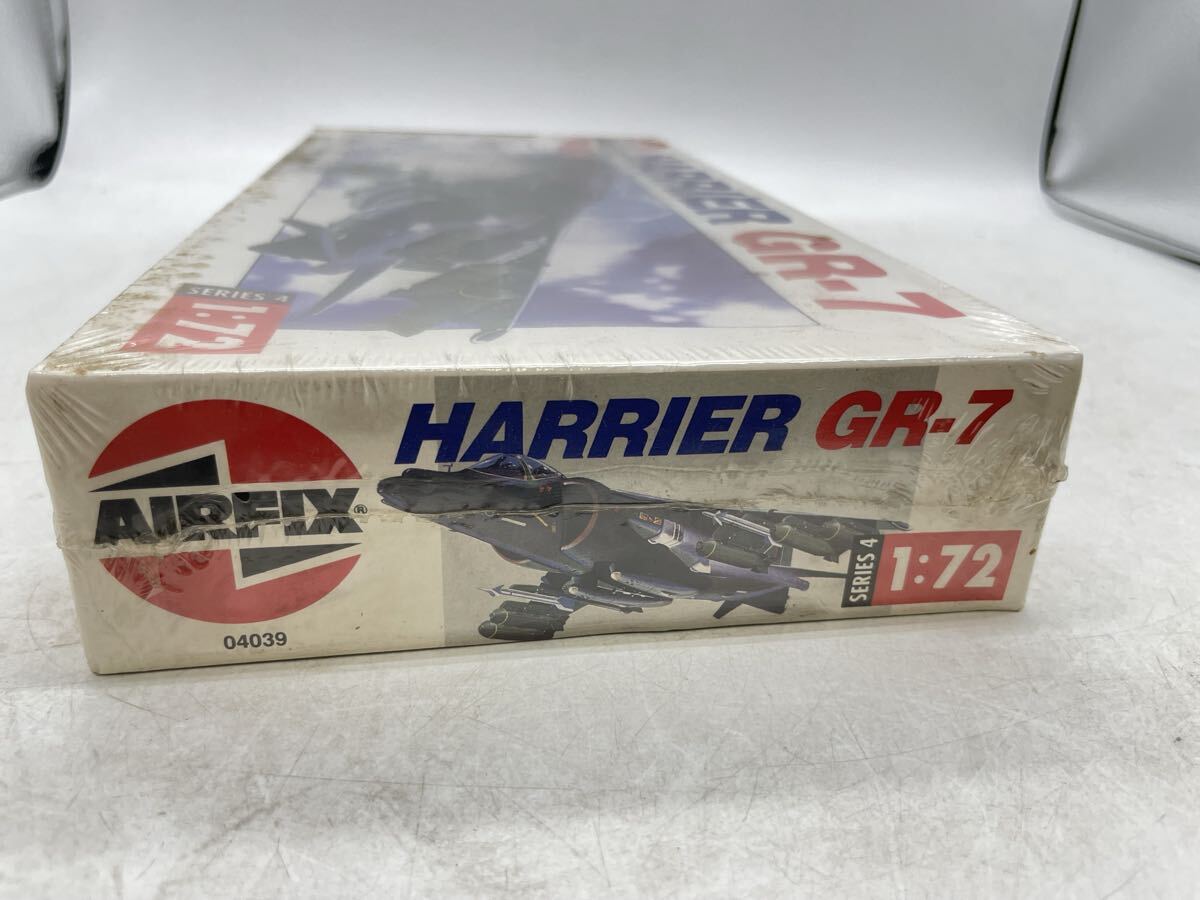 HARRIER GR-7
SERIES 4
1:72
HARRIER GR-7
AIRFIX®
SERIES 4
1:72
04039